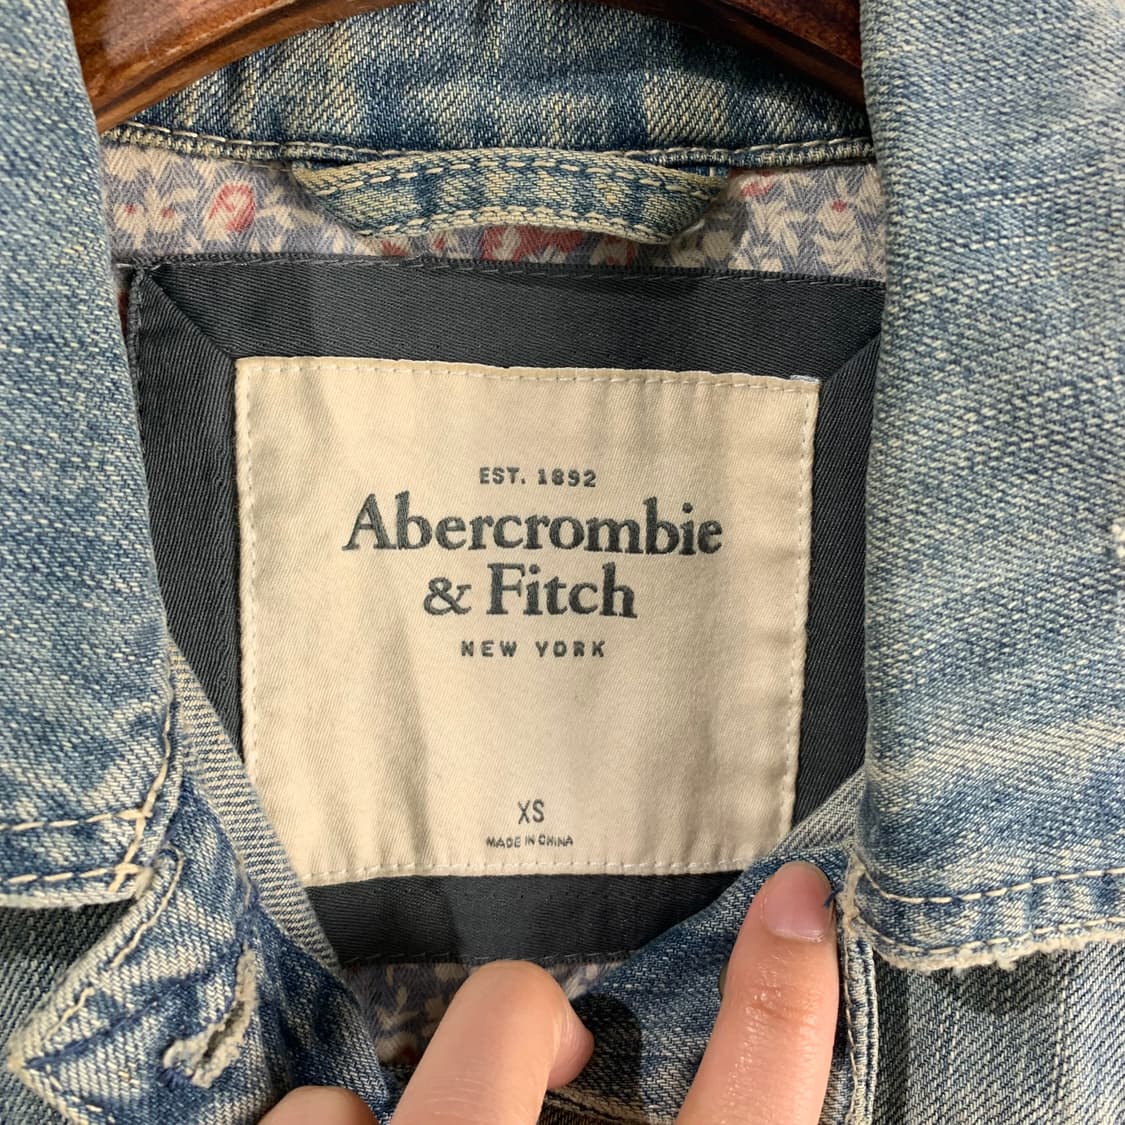 EST. 1892
Abercrombie
& Fitch
NEW YORK
XS
MADE IN CHINA